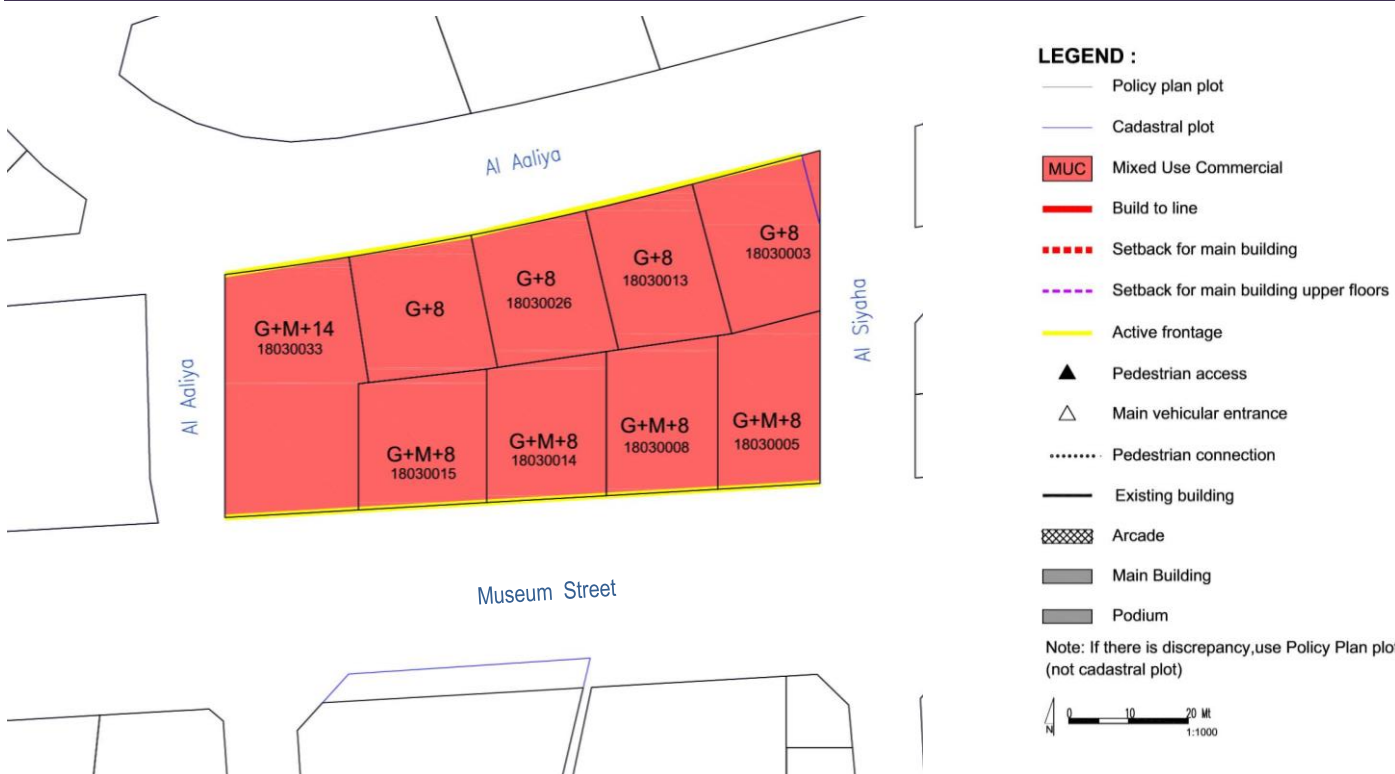 Al Aaliya
G+8
18030003
G+8
18030013
G+8
18030026
G+8
G+M+14
18030033
Al Siyaha
Al Aaliya
G+M+8
18030015
G+M+8
18030014
G+M+8
18030008
G+M+8
18030005
Museum Street
LEGEND :
Policy plan plot
Cadastral plot
MUC Mixed Use Commercial
Build to line
Setback for main building
Setback for main building upper floors
Active frontage
Pedestrian access
Main vehicular entrance
Pedestrian connection
Existing building
Arcade
Main Building
Podium
Note: If there is discrepancy,use Policy Plan plot
(not cadastral plot)
N
0 10 20 Mt
1:1000